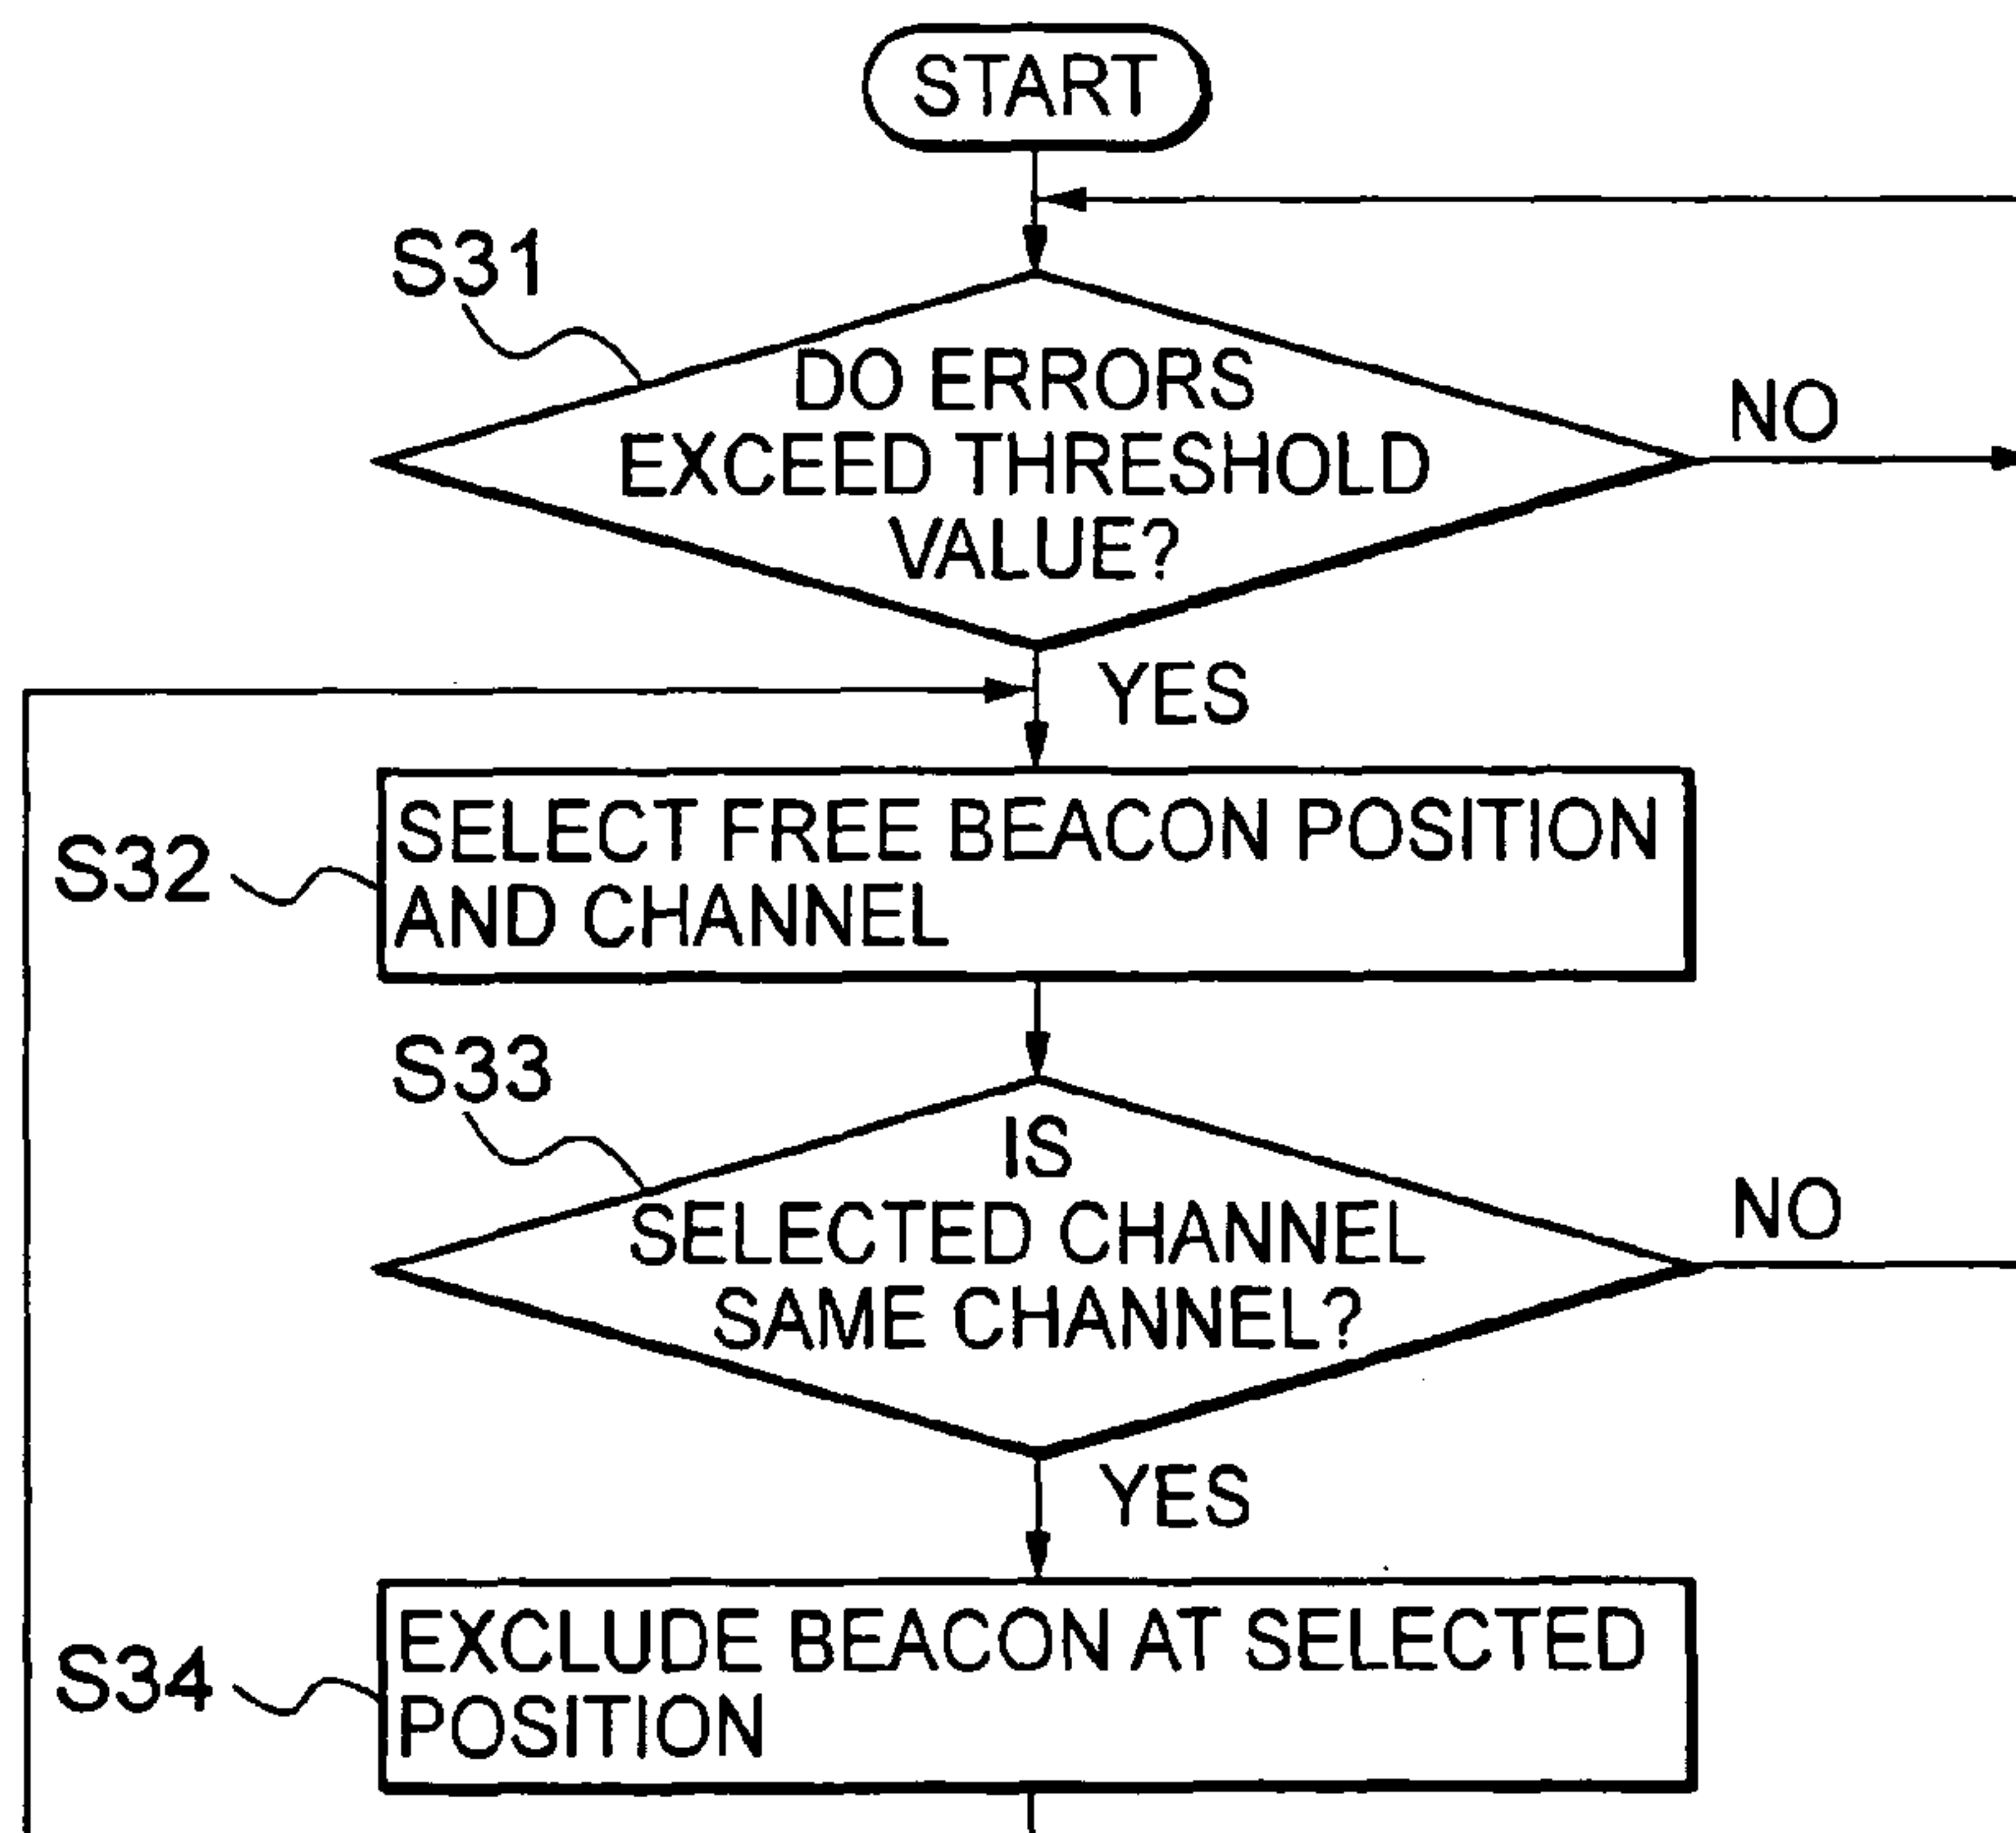 START
S31
DO ERRORS
EXCEED THRESHOLD
VALUE?
NO
YES
S32
SELECT FREE BEACON POSITION
AND CHANNEL
S33
IS
SELECTED CHANNEL
SAME CHANNEL?
NO
YES
S34
EXCLUDE BEACON AT SELECTED
POSITION